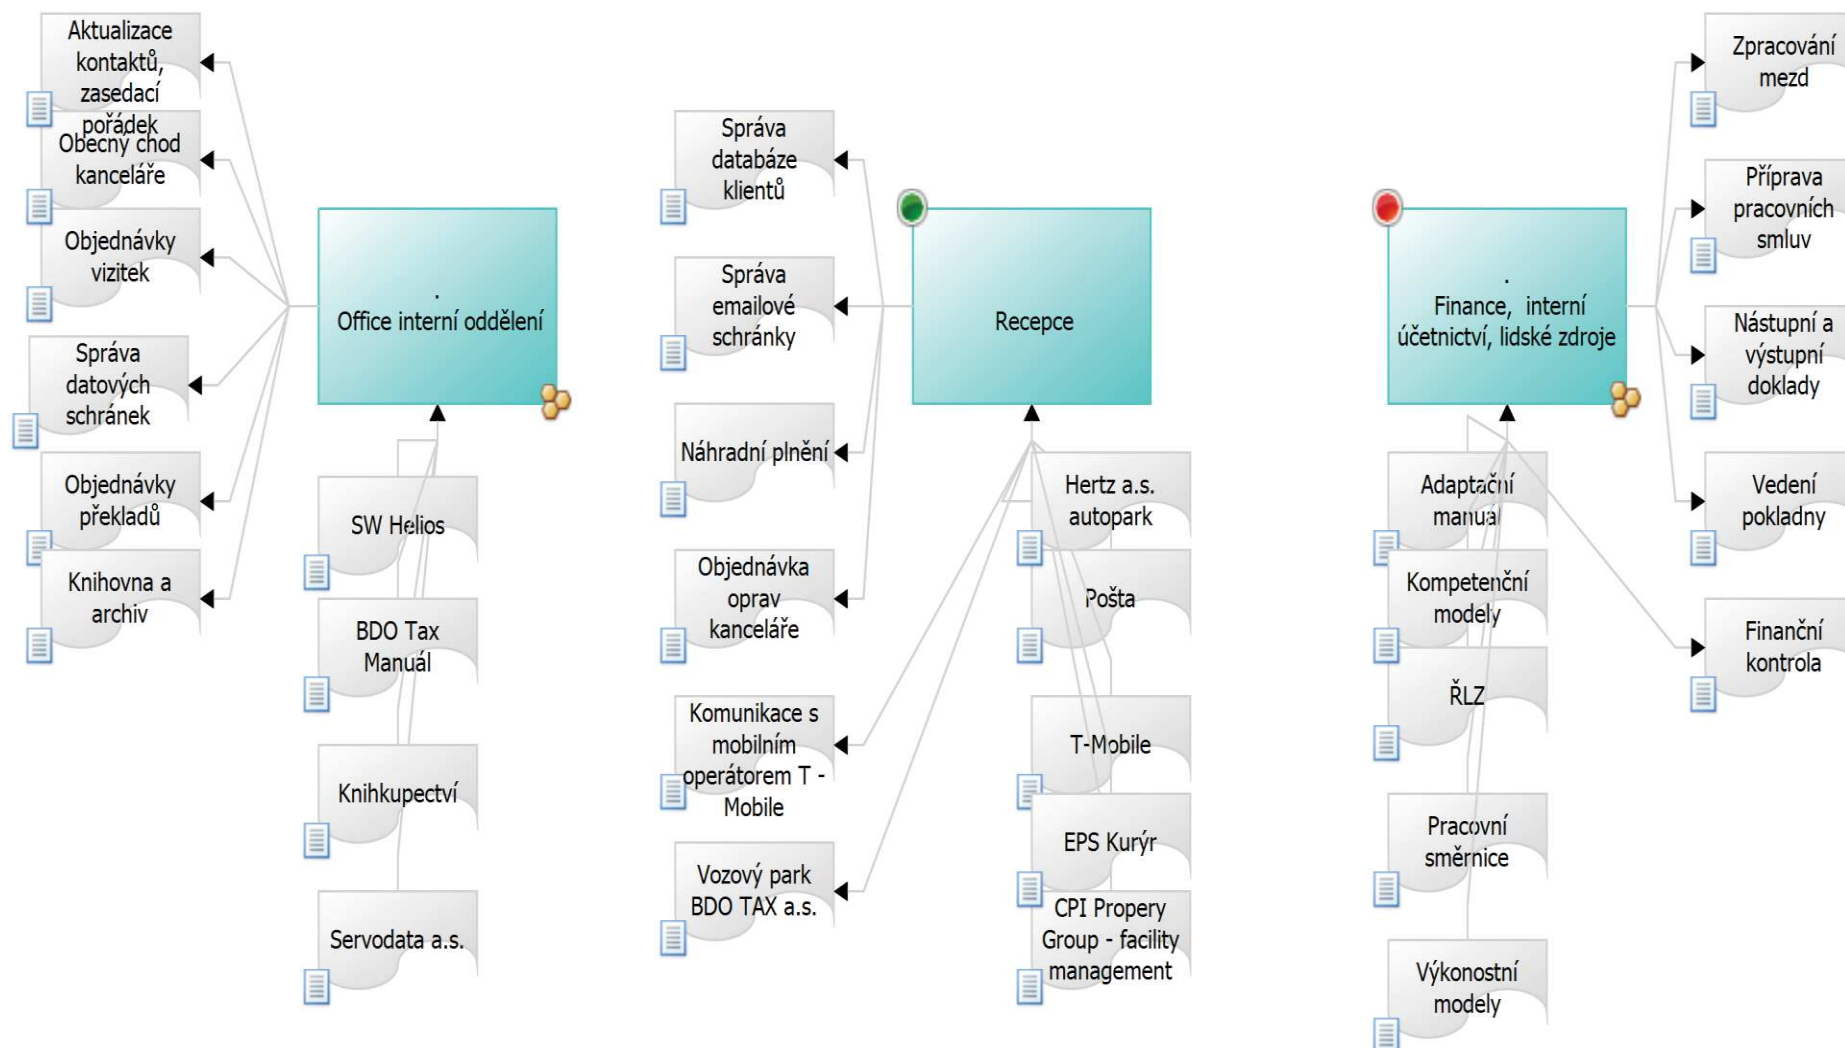 Aktualizace
kontaktů,
zasedací
pořádek
Obecný chod
kanceláře
Objednávky
vizitek
Správa
datových
schránek
Objednávky
překladů
Knihovna a
archiv
.
Office interní oddělení
SW Helios
BDO Tax
Manuál
Knihkupectví
Servodata a.s.
Správa
databáze
klientů
Správa
emailové
schránky
Náhradní plnění
Objednávka
oprav
kanceláře
Komunikace s
mobilním
operátorem T -
Mobile
Vozový park
BDO TAX a.s.
Recepce
Hertz a.s.
autopark
Pošta
T-Mobile
EPS Kurýr
CPI Propery
Group - facility
management
.
Finance, interní
účetnictví, lidské zdroje
Adaptační
manuál
Kompetenční
modely
ŘLZ
Pracovní
směrnice
Výkonostní
modely
Zpracování
mezd
Příprava
pracovních
smluv
Nástupní a
výstupní
doklady
Vedení
pokladny
Finanční
kontrola